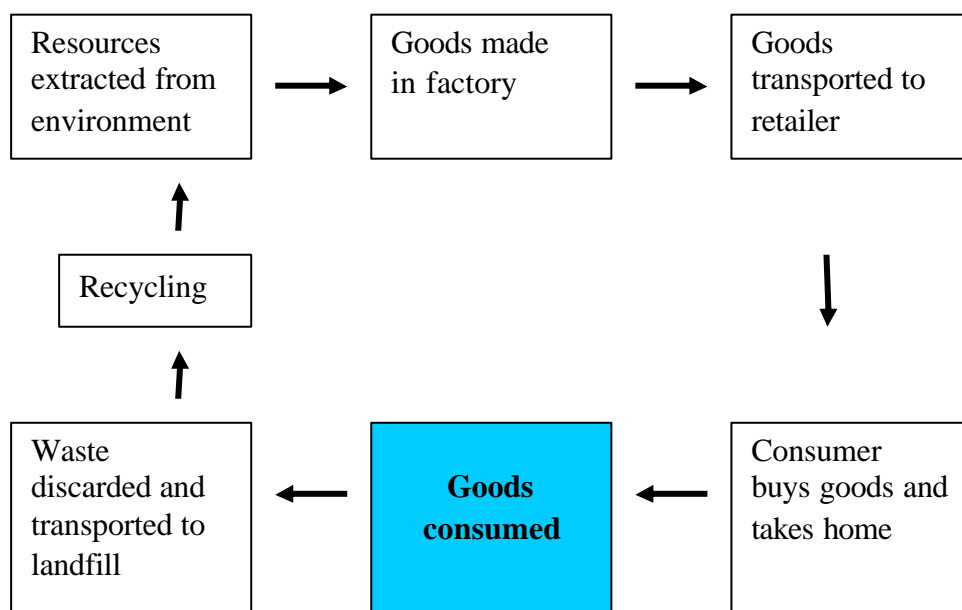 Resources
extracted from
environment
Goods made
in factory
Goods
transported to
retailer
Recycling
Waste
discarded and
transported to
landfill
Goods
consumed
Consumer
buys goods and
takes home